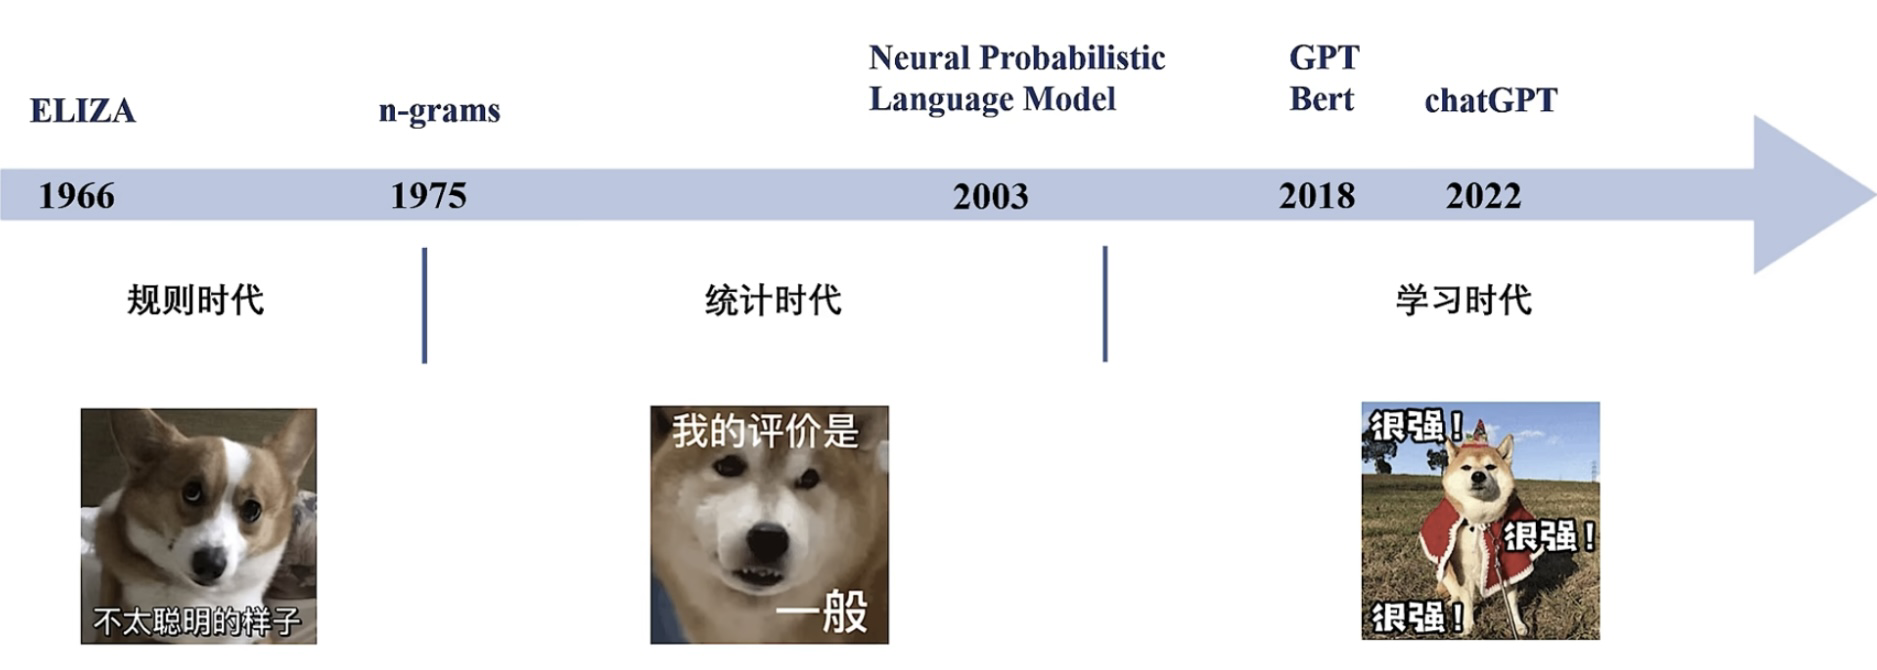 Neural Probabilistic
Language Model
GPT
Bert
ELIZA
n-grams
chatGPT
1966
1975
2003
2018
2022
规则时代
统计时代
学习时代
不太聪明的样子
我的评价是
一般
很强！
很强！
很强！